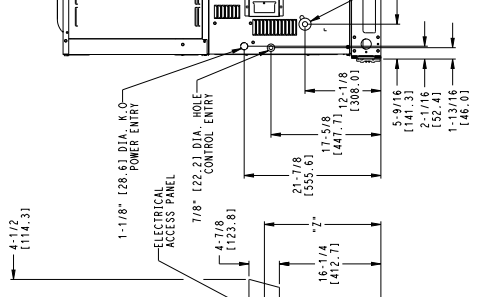 4-1/2
[114.3]
1-1/8" [28.6] DIA. K.O
POWER ENTRY
ELECTRICAL
ACCESS PANEL
7/8" [22.2] DIA. HOLE
CONTROL ENTRY
4-7/8
[123.8]
21-7/8
[555.6]
17-5/8
[447.7]
12-1/8
[308.0]
"Z"
16-1/4
[412.7]
5-9/16
[141.3]
2-1/16
[52.4]
1-13/16
[46.0]